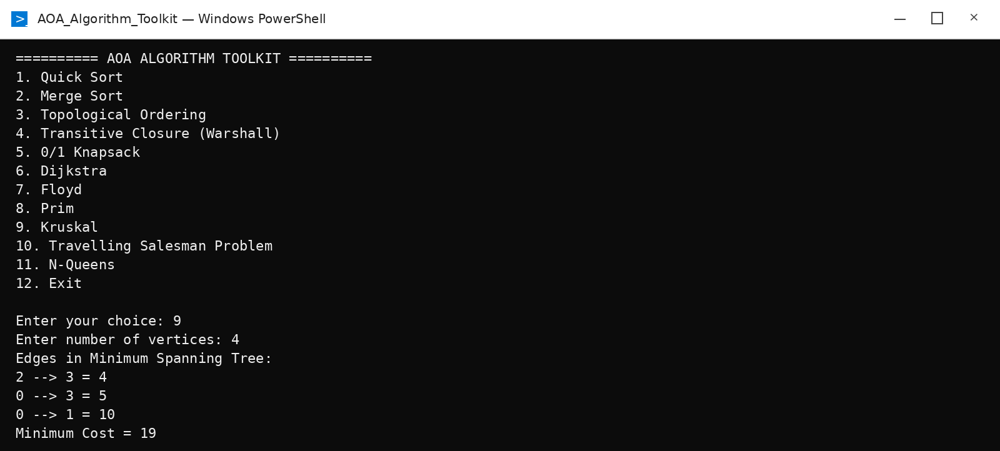 AOA_Algorithm_Toolkit — Windows PowerShell
========== AOA ALGORITHM TOOLKIT ==========
1. Quick Sort
2. Merge Sort
3. Topological Ordering
4. Transitive Closure (Warshall)
5. 0/1 Knapsack
6. Dijkstra
7. Floyd
8. Prim
9. Kruskal
10. Travelling Salesman Problem
11. N-Queens
12. Exit
Enter your choice: 9
Enter number of vertices: 4
Edges in Minimum Spanning Tree:
2 --> 3 = 4
0 --> 3 = 5
0 --> 1 = 10
Minimum Cost = 19